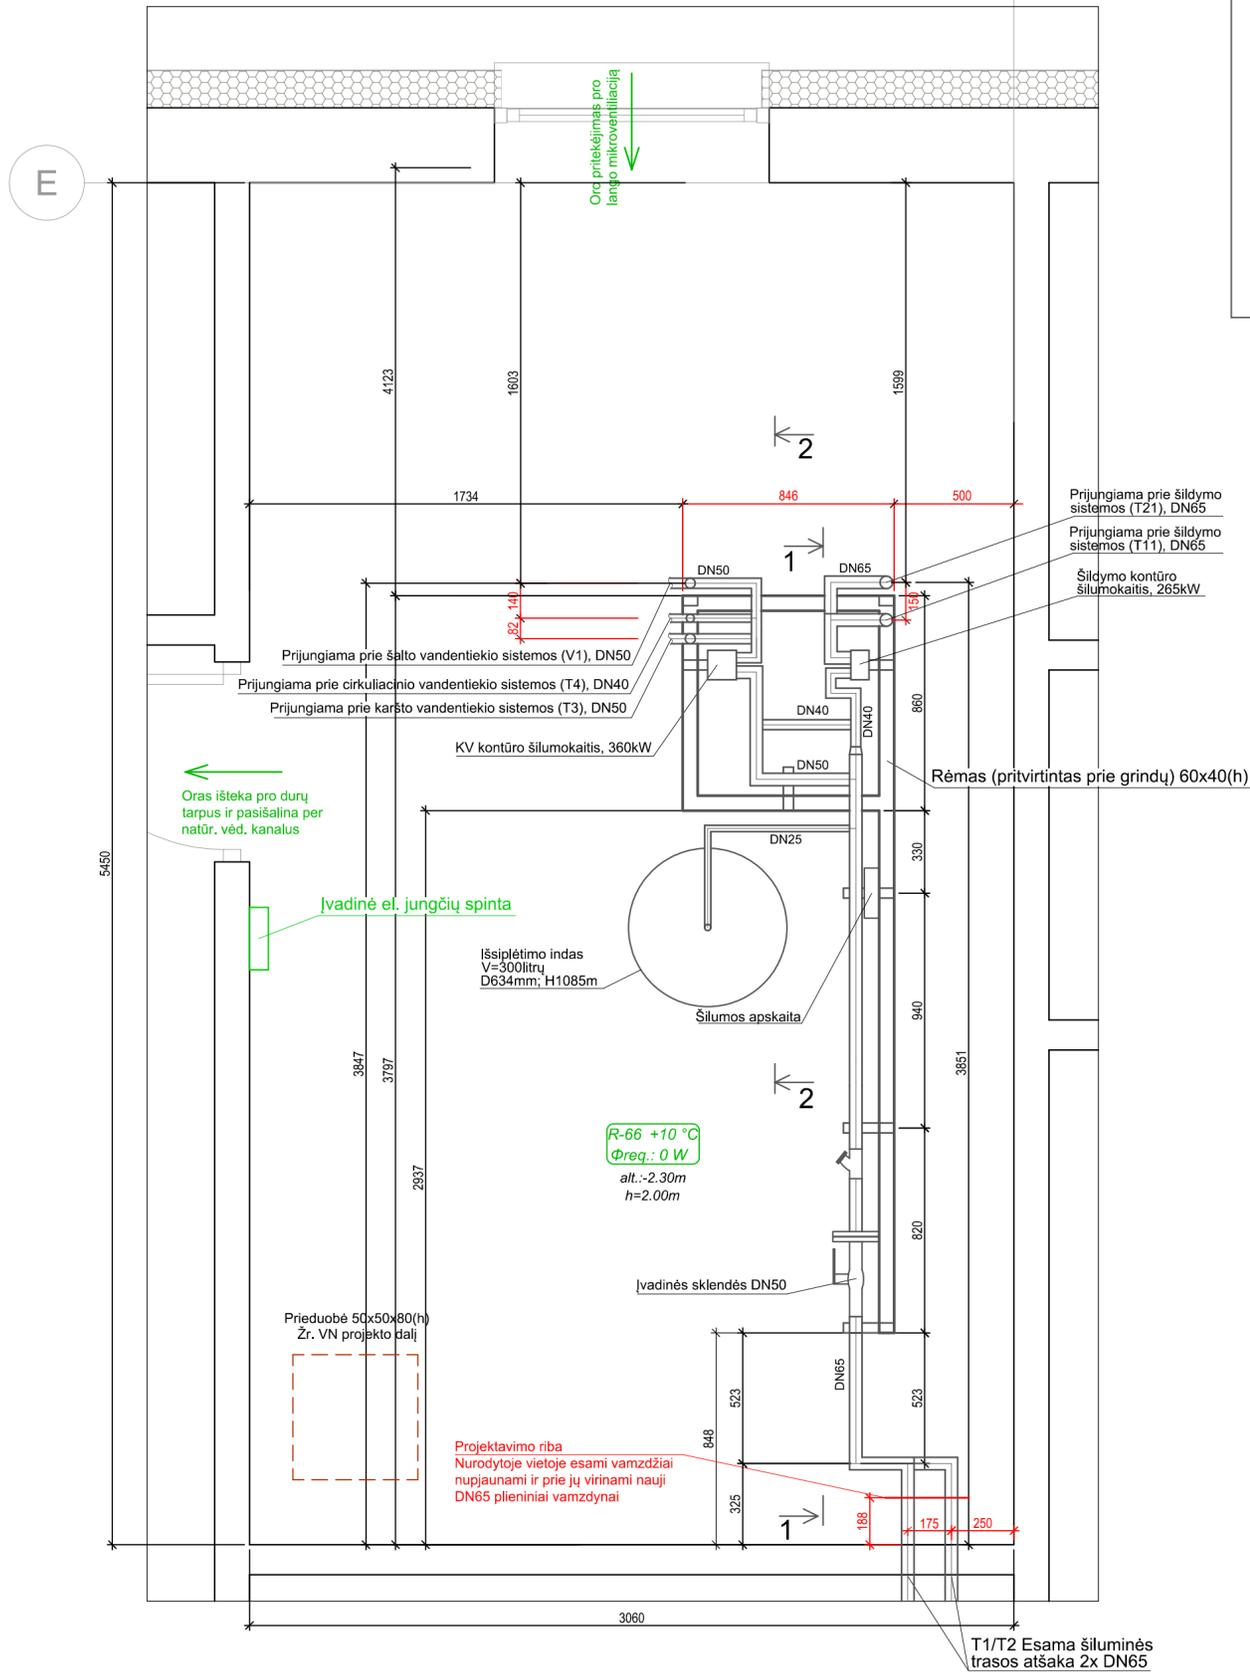 Oro pritekėjimas pro
lango mikroventiliaciją
E
4123
1603
1599
2
1734
846
500
Prijungiama prie šildymo
sistemos (T21), DN65
Prijungiama prie šildymo
sistemos (T11), DN65
Šildymo kontūro
šilumokaitis, 265kW
1
DN50
DN65
140
82
150
Prijungiama prie šalto vandentiekio sistemos (V1), DN50
Prijungiama prie cirkuliacinio vandentiekio sistemos (T4), DN40
Prijungiama prie karšto vandentiekio sistemos (T3), DN50
KV kontūro šilumokaitis, 360kW
DN40
DN40
DN50
860
Rėmas (pritvirtintas prie grindų) 60x40(h)
Oras išteka pro durų
tarpus ir pasišalina per
natūr. vėd. kanalus
DN25
330
5450
Įvadinė el. jungčių spinta
Išsiplėtimo indas
V=300litrų
D634mm; H1085m
Šilumos apskaita
940
3847
3797
3851
2
2937
R-66 +10 °C
Φreq.: 0 W
alt.:-2.30m
h=2.00m
820
Įvadinės sklendės DN50
Prieduobė 50x50x80(h)
Žr. VN projekto dalį
DN65
523
523
848
325
Projektavimo riba
Nurodytoje vietoje esami vamzdžiai
nupjaunami ir prie jų virinami nauji
DN65 plieniniai vamzdynai
1
188
175
250
3060
T1/T2 Esama šiluminės
trasos atšaka 2x DN65